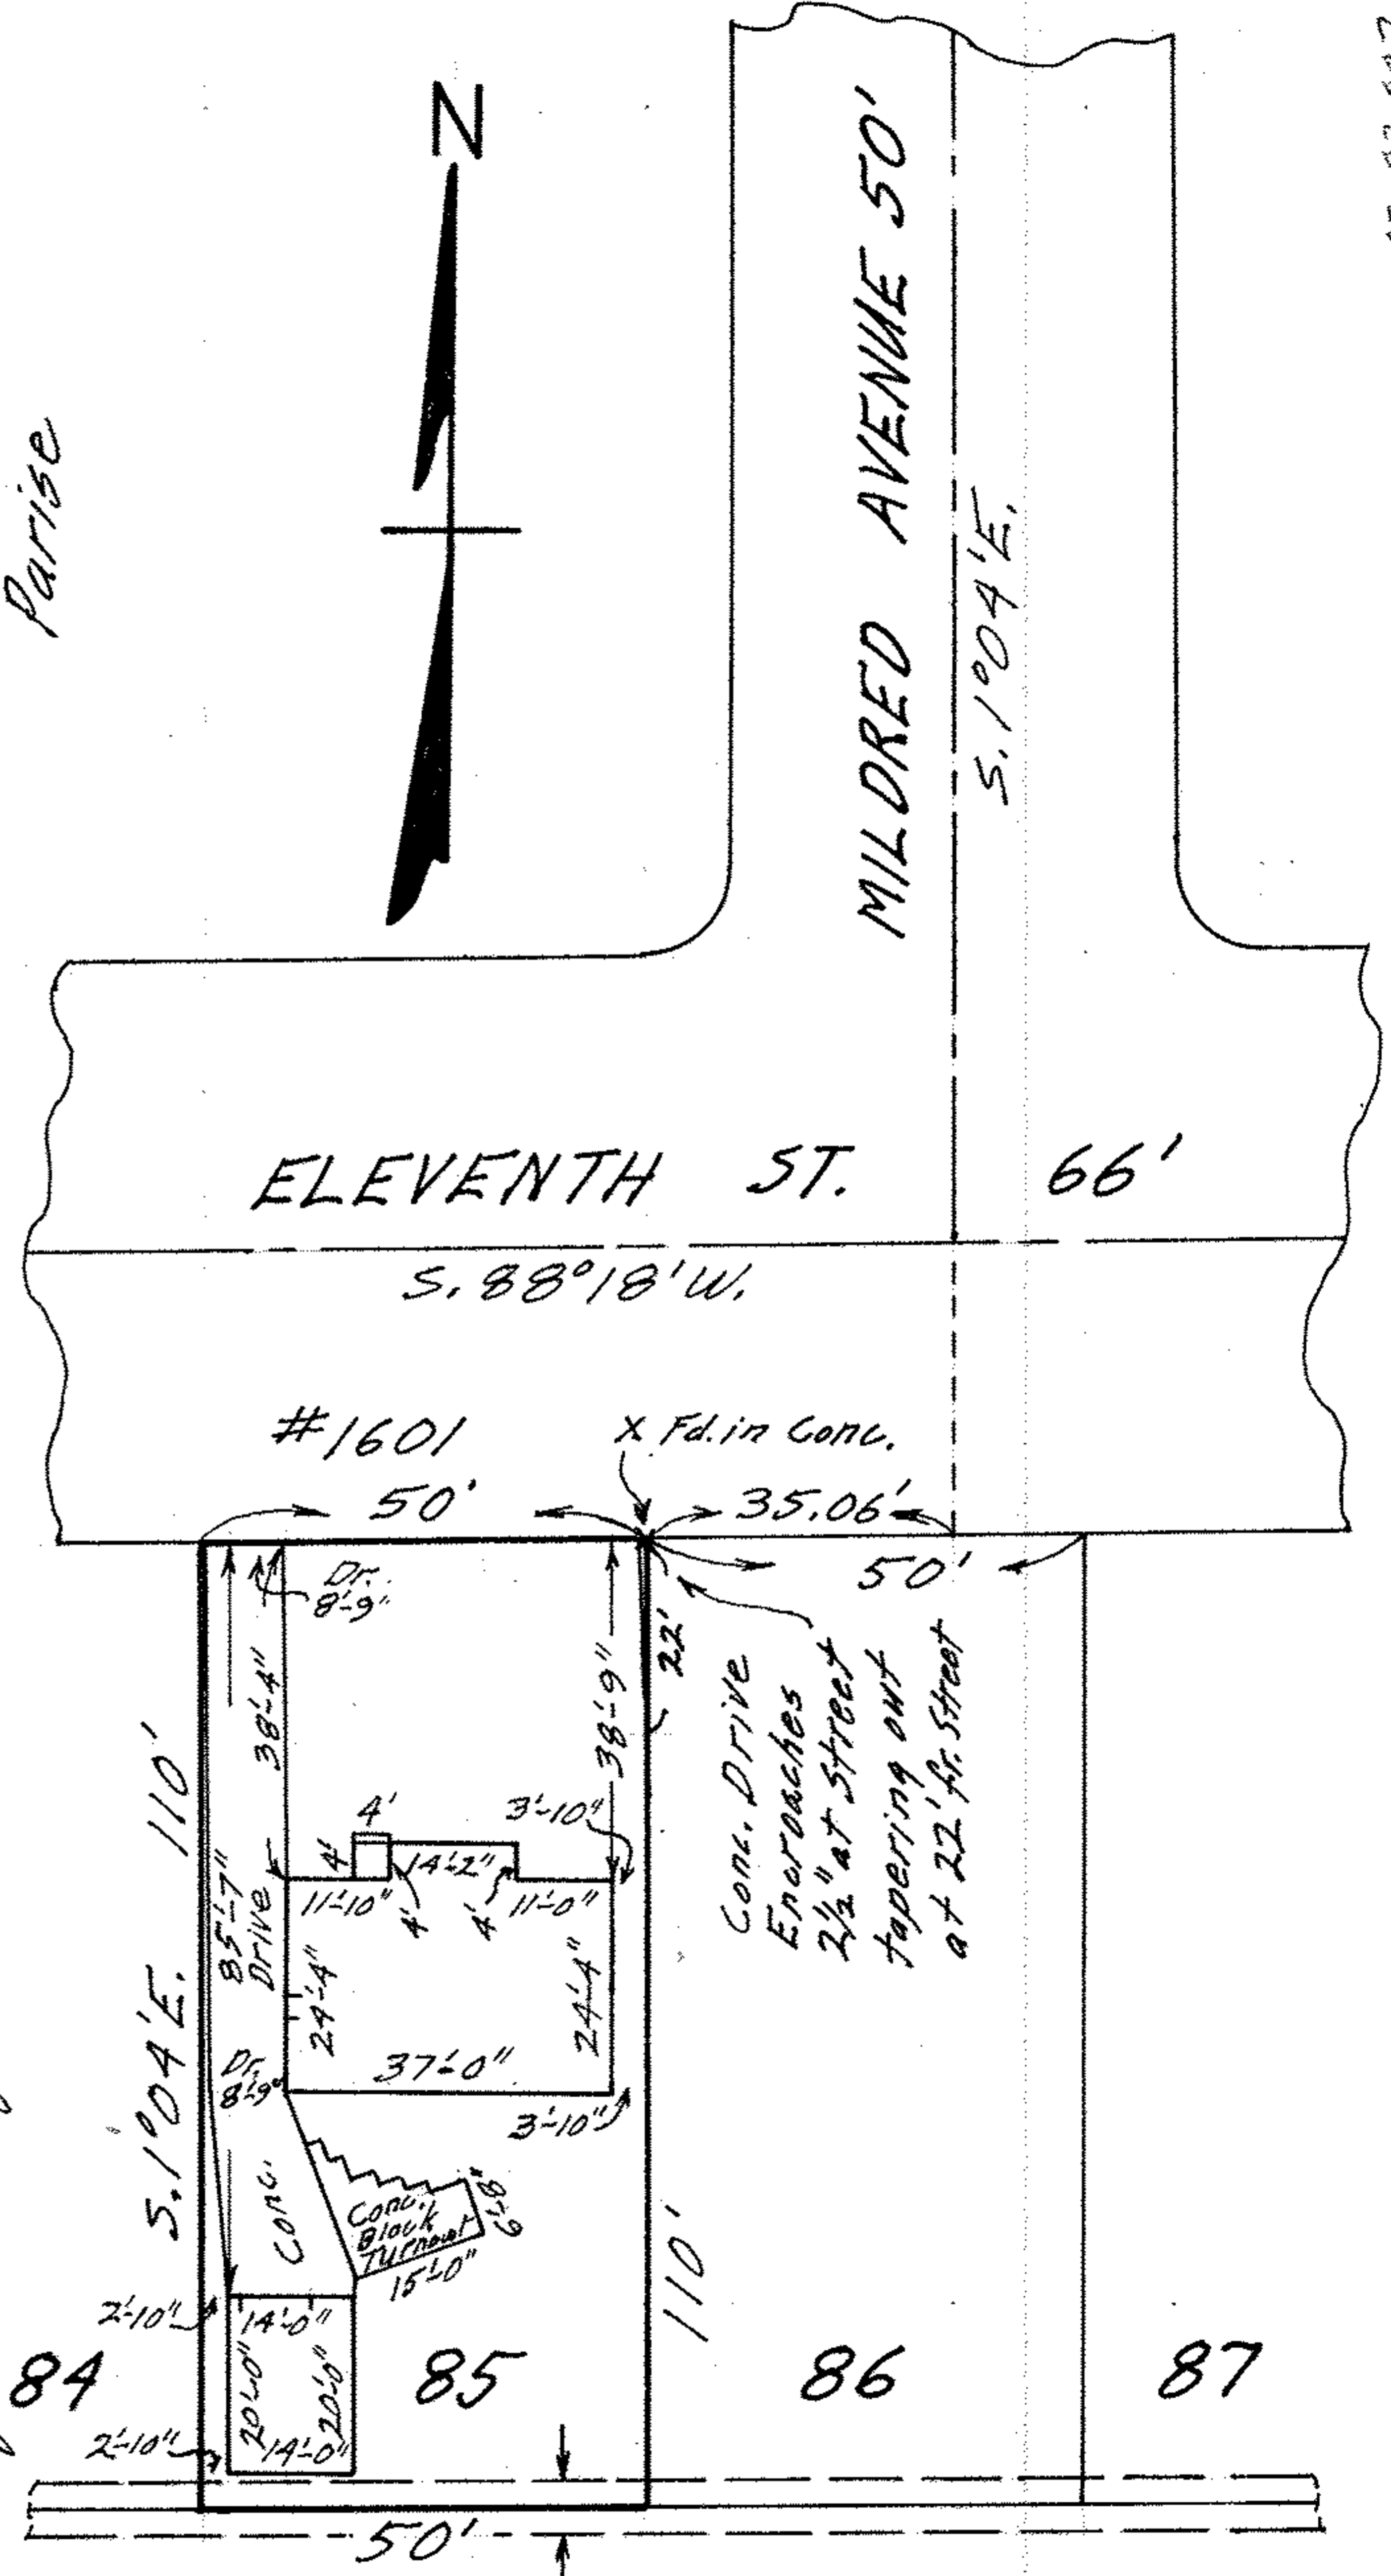 N
Parise
MILDRED AVENUE 50'
S. 1°04'E.
ELEVENTH ST. 66'
S. 88°18'W.
#1601
X Fd. in Conc.
50'
35.06'
50'
Dr.
8'-9"
38'-4"
38'-9"
22'
Conc. Drive
Encroaches
2½" at Street
tapering out
at 22' fr. Street
S. 1°04'E. 110'
85'-7"
Drive
4'
4'
14'-2"
3'-10"
11'-10"
4'
4'
11'-0"
24'-4"
24'-4"
Dr.
8'-9"
37'-0"
3'-10"
Conc.
Conc.
Block
Turnout
6'-8"
15'-0"
110'
2'-10"
14'-0"
20'-0"
20'-0"
14'-0"
2'-10"
84
85
86
87
50'